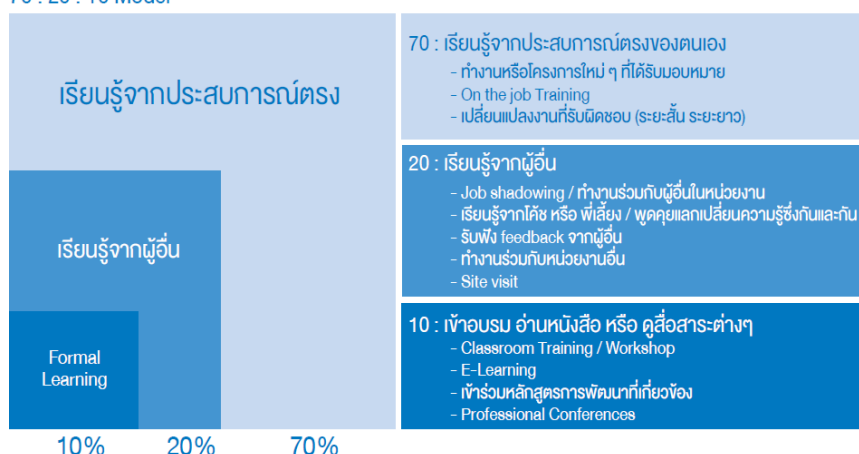 70 : 20 : 10 Model
เรียนรู้จากประสบการณ์ตรง
เรียนรู้จากผู้อื่น
Formal
Learning
10%
20%
70%
70 : เรียนรู้จากประสบการณ์ตรงของตนเอง
- ทำงานหรือโครงการใหม่ ๆ ที่ได้รับมอบหมาย
- On the job Training
- เปลี่ยนแปลงงานที่รับผิดชอบ (ระยะสั้น ระยะยาว)
20 : เรียนรู้จากผู้อื่น
- Job shadowing / ทำงานร่วมกับผู้อื่นในหน่วยงาน
- เรียนรู้จากโค้ช หรือ พี่เลี้ยง / พูดคุยแลกเปลี่ยนความรู้ซึ่งกันและกัน
- รับฟัง feedback จากผู้อื่น
- ทำงานร่วมกับหน่วยงานอื่น
- Site visit
10 : เข้าอบรม อ่านหนังสือ หรือ ดูสื่อสาระต่างๆ
- Classroom Training / Workshop
- E-Learning
- เข้าร่วมหลักสูตรการพัฒนาที่เกี่ยวข้อง
- Professional Conferences